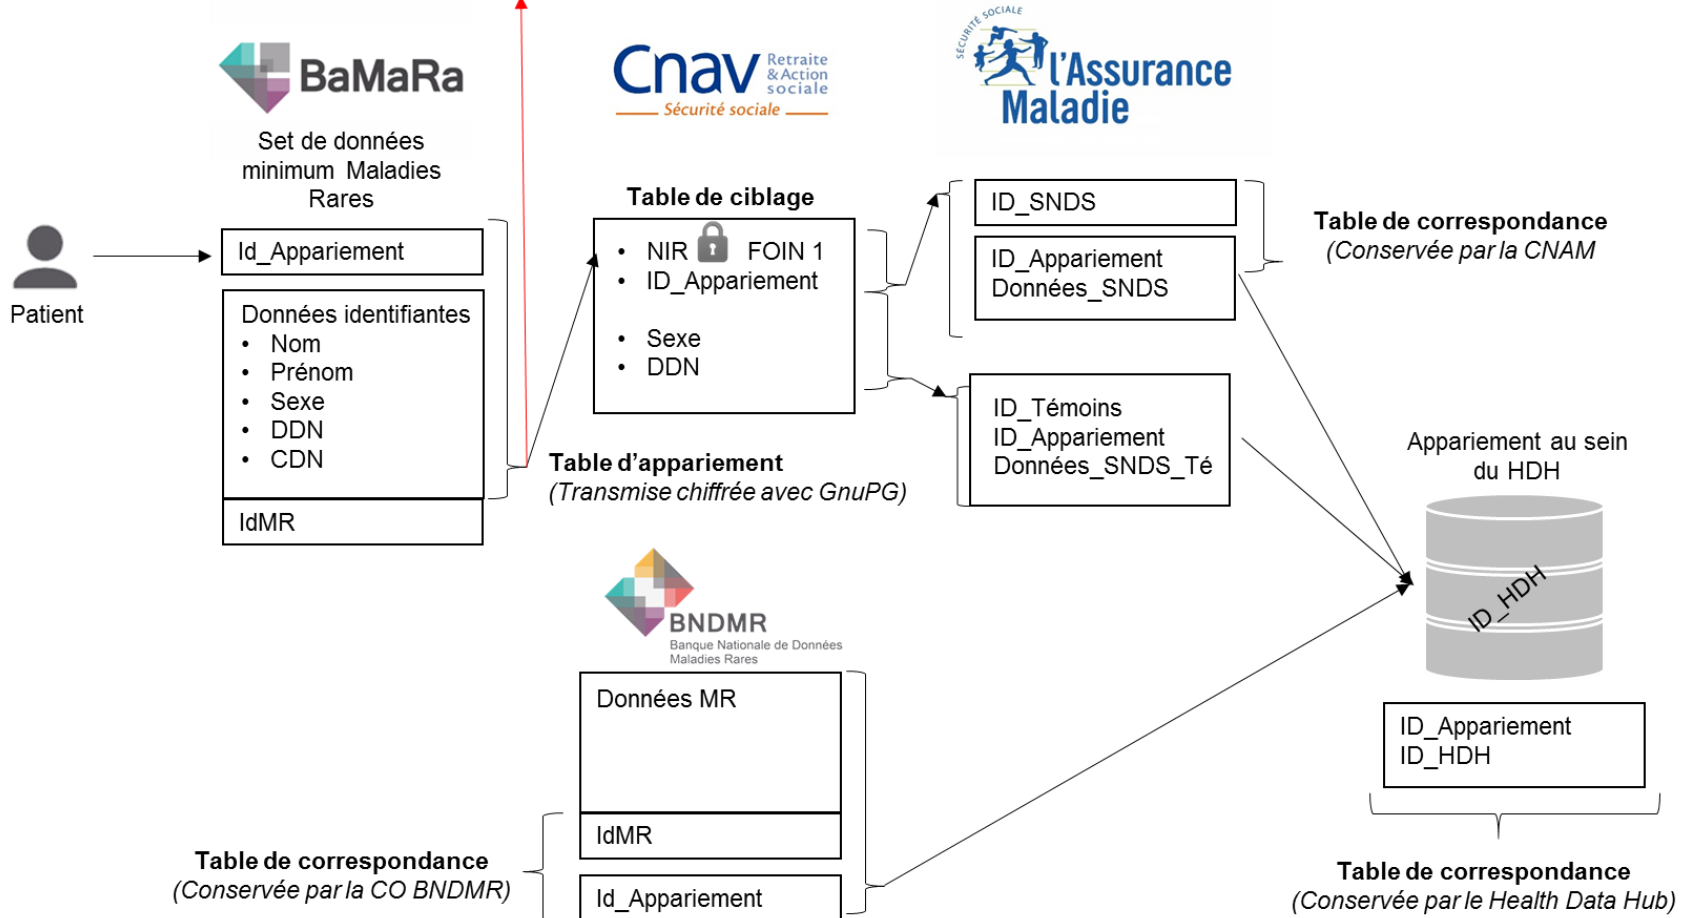 BaMaRa
Set de données
minimum Maladies
Rares
Cnav
Retraite
& Action
sociale
Sécurité sociale
SÉCURITÉ SOCIALE
l'Assurance
Maladie
Patient
Id_Appariement
Données identifiantes
• Nom
• Prénom
• Sexe
• DDN
• CDN
IdMR
Table de ciblage
• NIR FOIN 1
• ID_Appariement
• Sexe
• DDN
Table d'appariement
(Transmise chiffrée avec GnuPG)
ID_SNDS
ID_Appariement
Données_SNDS
Table de correspondance
(Conservée par la CNAM
ID_Témoins
ID_Appariement
Données_SNDS_Té
Appariement au sein
du HDH
ID_HDH
ID_Appariement
ID_HDH
Table de correspondance
(Conservée par le Health Data Hub)
BNDMR
Banque Nationale de Données
Maladies Rares
Données MR
IdMR
Id_Appariement
Table de correspondance
(Conservée par la CO BNDMR)